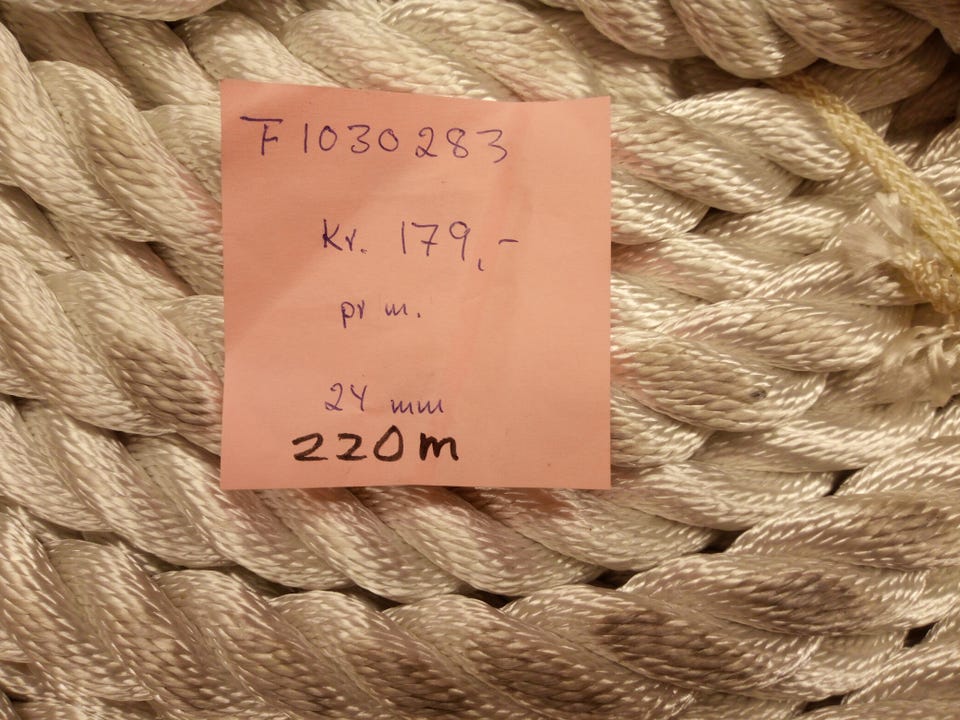 F1030283
Kr. 179,-
pr m.
24 mm
220m